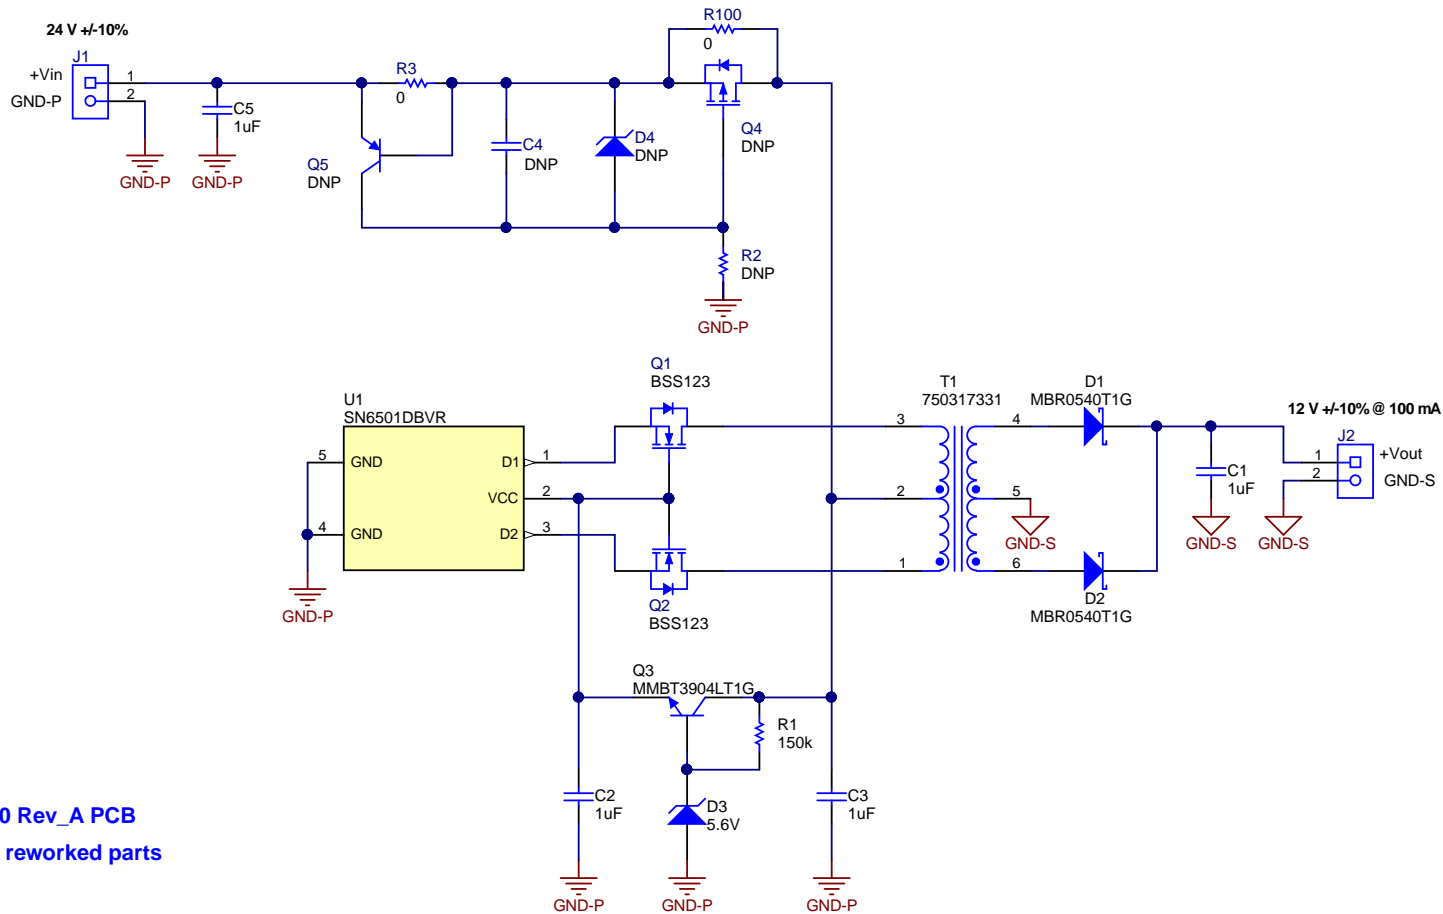 24 V +/-10%
J1
+Vin
1
GND-P
2
C5
1uF
GND-P
GND-P
R3
0
Q5
DNP
C4
DNP
D4
DNP
R100
0
Q4
DNP
R2
DNP
GND-P
U1
SN6501DBVR
5
GND
4
GND
D1
1
VCC
2
D2
3
GND-P
Q1
BSS123
Q2
BSS123
T1
750317331
3
2
1
4
5
6
GND-S
D1
MBR0540T1G
D2
MBR0540T1G
12 V +/-10% @ 100 mA
J2
1
+Vout
2
GND-S
C1
1uF
GND-S
GND-S
Q3
MMBT3904LT1G
R1
150k
C2
1uF
D3
5.6V
C3
1uF
GND-P
GND-P
GND-P
0 Rev_A PCB
reworked parts